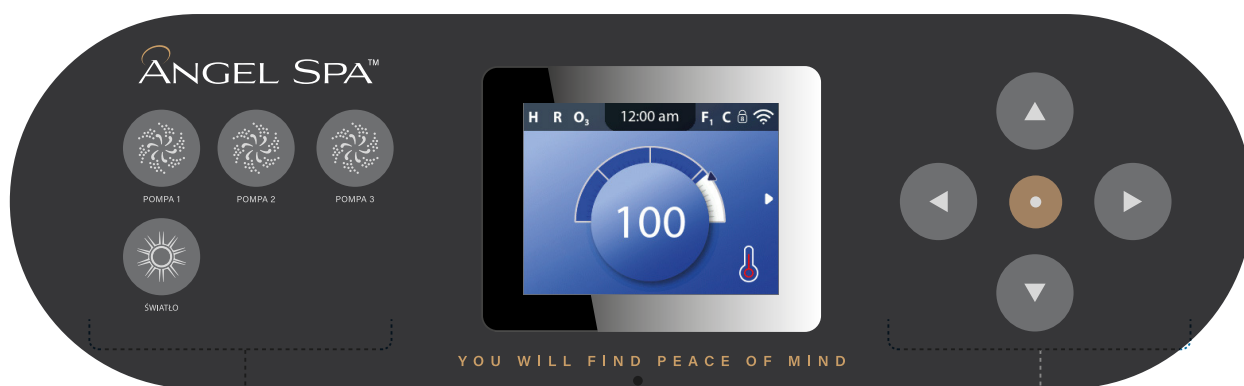 ANGEL SPA™
POMPA 1
POMPA 2
POMPA 3
ŚWIATŁO
H R O₃ 12:00 am F₁ C 8
100
YOU WILL FIND PEACE OF MIND